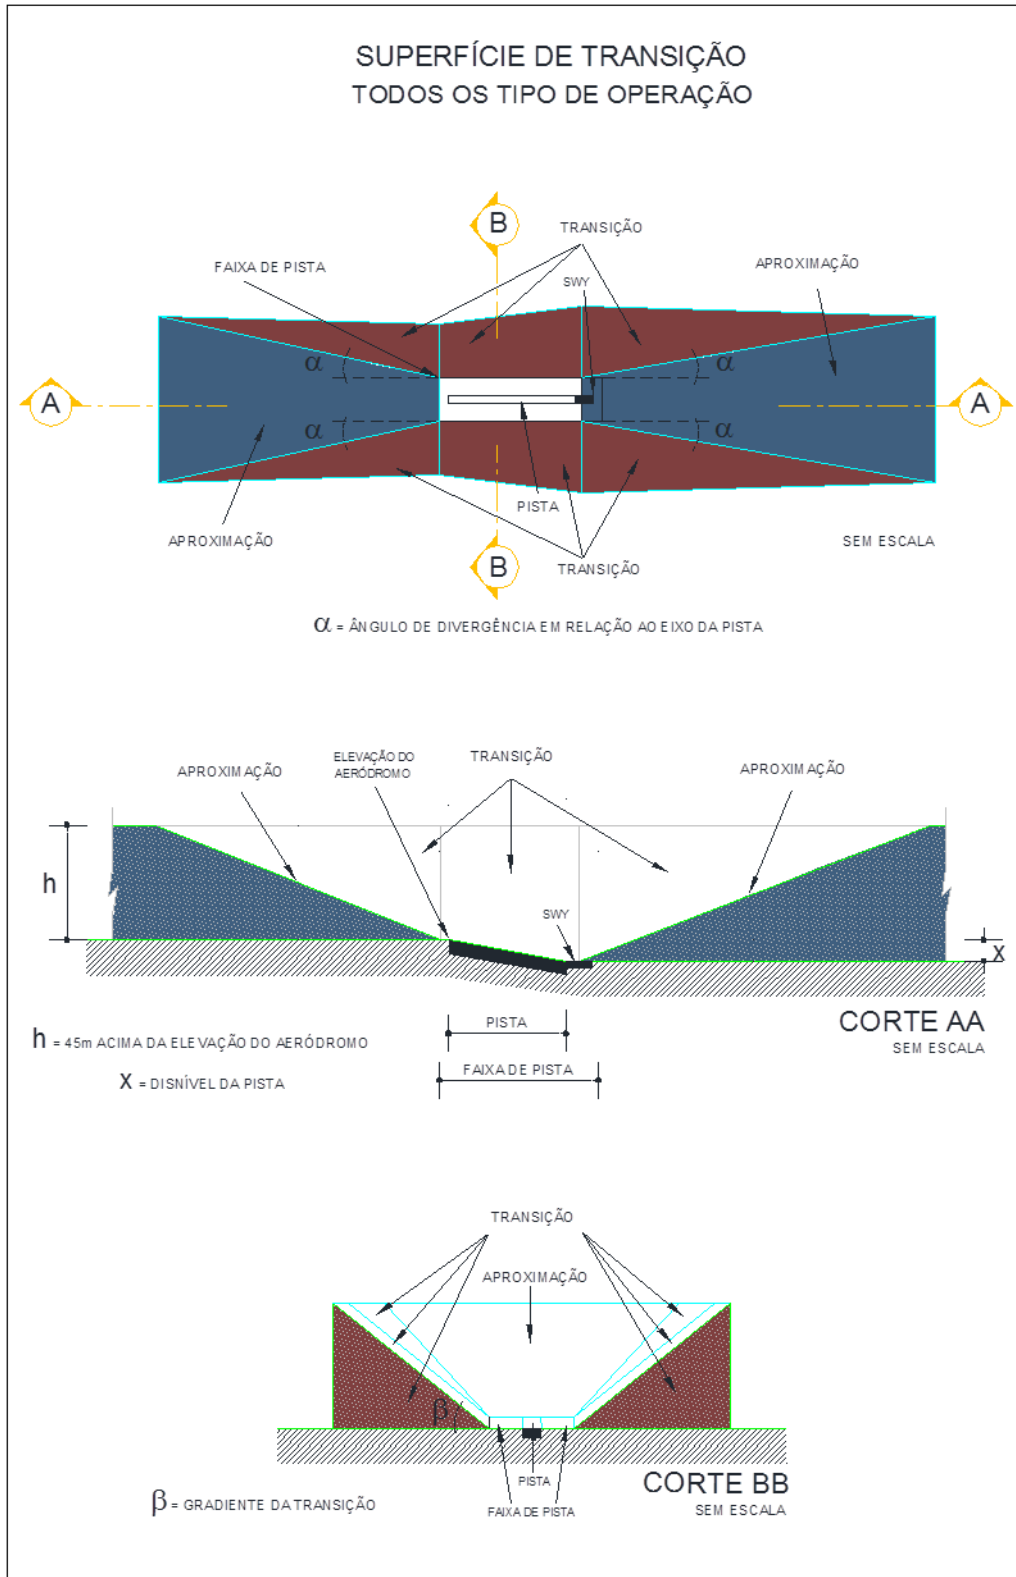 SUPERFÍCIE DE TRANSIÇÃO
TODOS OS TIPO DE OPERAÇÃO
B
TRANSIÇÃO
FAIXA DE PISTA
SWY
APROXIMAÇÃO
α
α
A
A
α
α
PISTA
APROXIMAÇÃO
B
TRANSIÇÃO
SEM ESCALA
α = ÂNGULO DE DIVERGÊNCIA EM RELAÇÃO AO EIXO DA PISTA
APROXIMAÇÃO
ELEVAÇÃO DO
AERÓDROMO
TRANSIÇÃO
APROXIMAÇÃO
h
SWY
X
PISTA
CORTE AA
SEM ESCALA
h = 45m ACIMA DA ELEVAÇÃO DO AERÓDROMO
FAIXA DE PISTA
X = DISNÍVEL DA PISTA
TRANSIÇÃO
APROXIMAÇÃO
β
PISTA
FAIXA DE PISTA
CORTE BB
SEM ESCALA
β = GRADIENTE DA TRANSIÇÃO